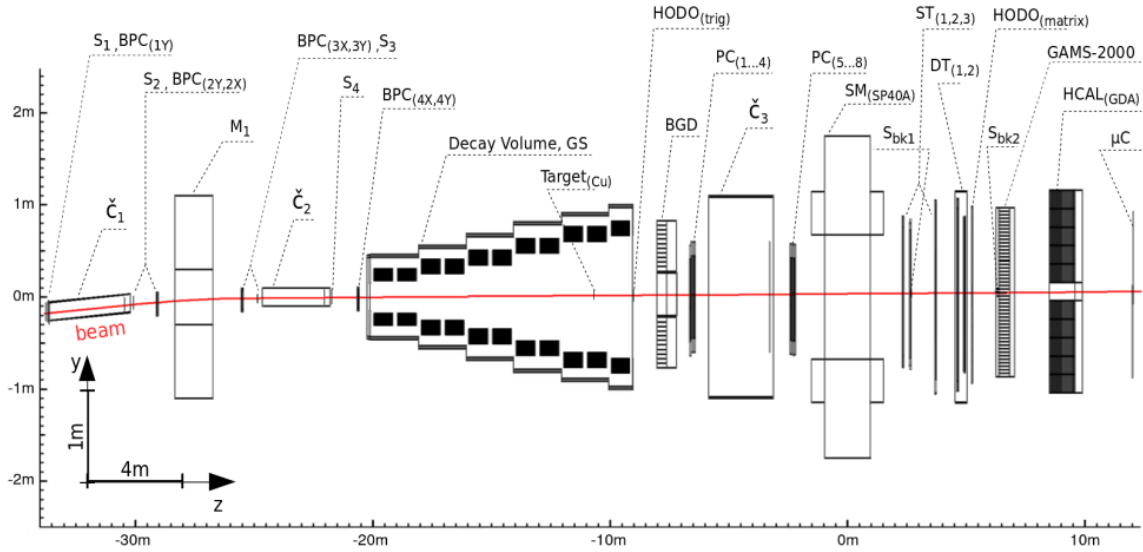 S1 ,BPC(1Y)
BPC(3X,3Y) ,S3
HODO(trig)
ST(1,2,3)
HODO(matrix)
S2 , BPC(2Y,2X)
S4
BPC(4X,4Y)
PC(1...4)
PC(5...8)
DT(1,2)
GAMS-2000
2m
M1
Decay Volume, GS
BGD
č3
SM(SP40A)
Sbk1
Sbk2
HCAL(GDA)
μC
Target(Cu)
1m
č1
č2
0m
beam
y
-1m
1m
4m
z
-2m
-30m
-20m
-10m
0m
10m